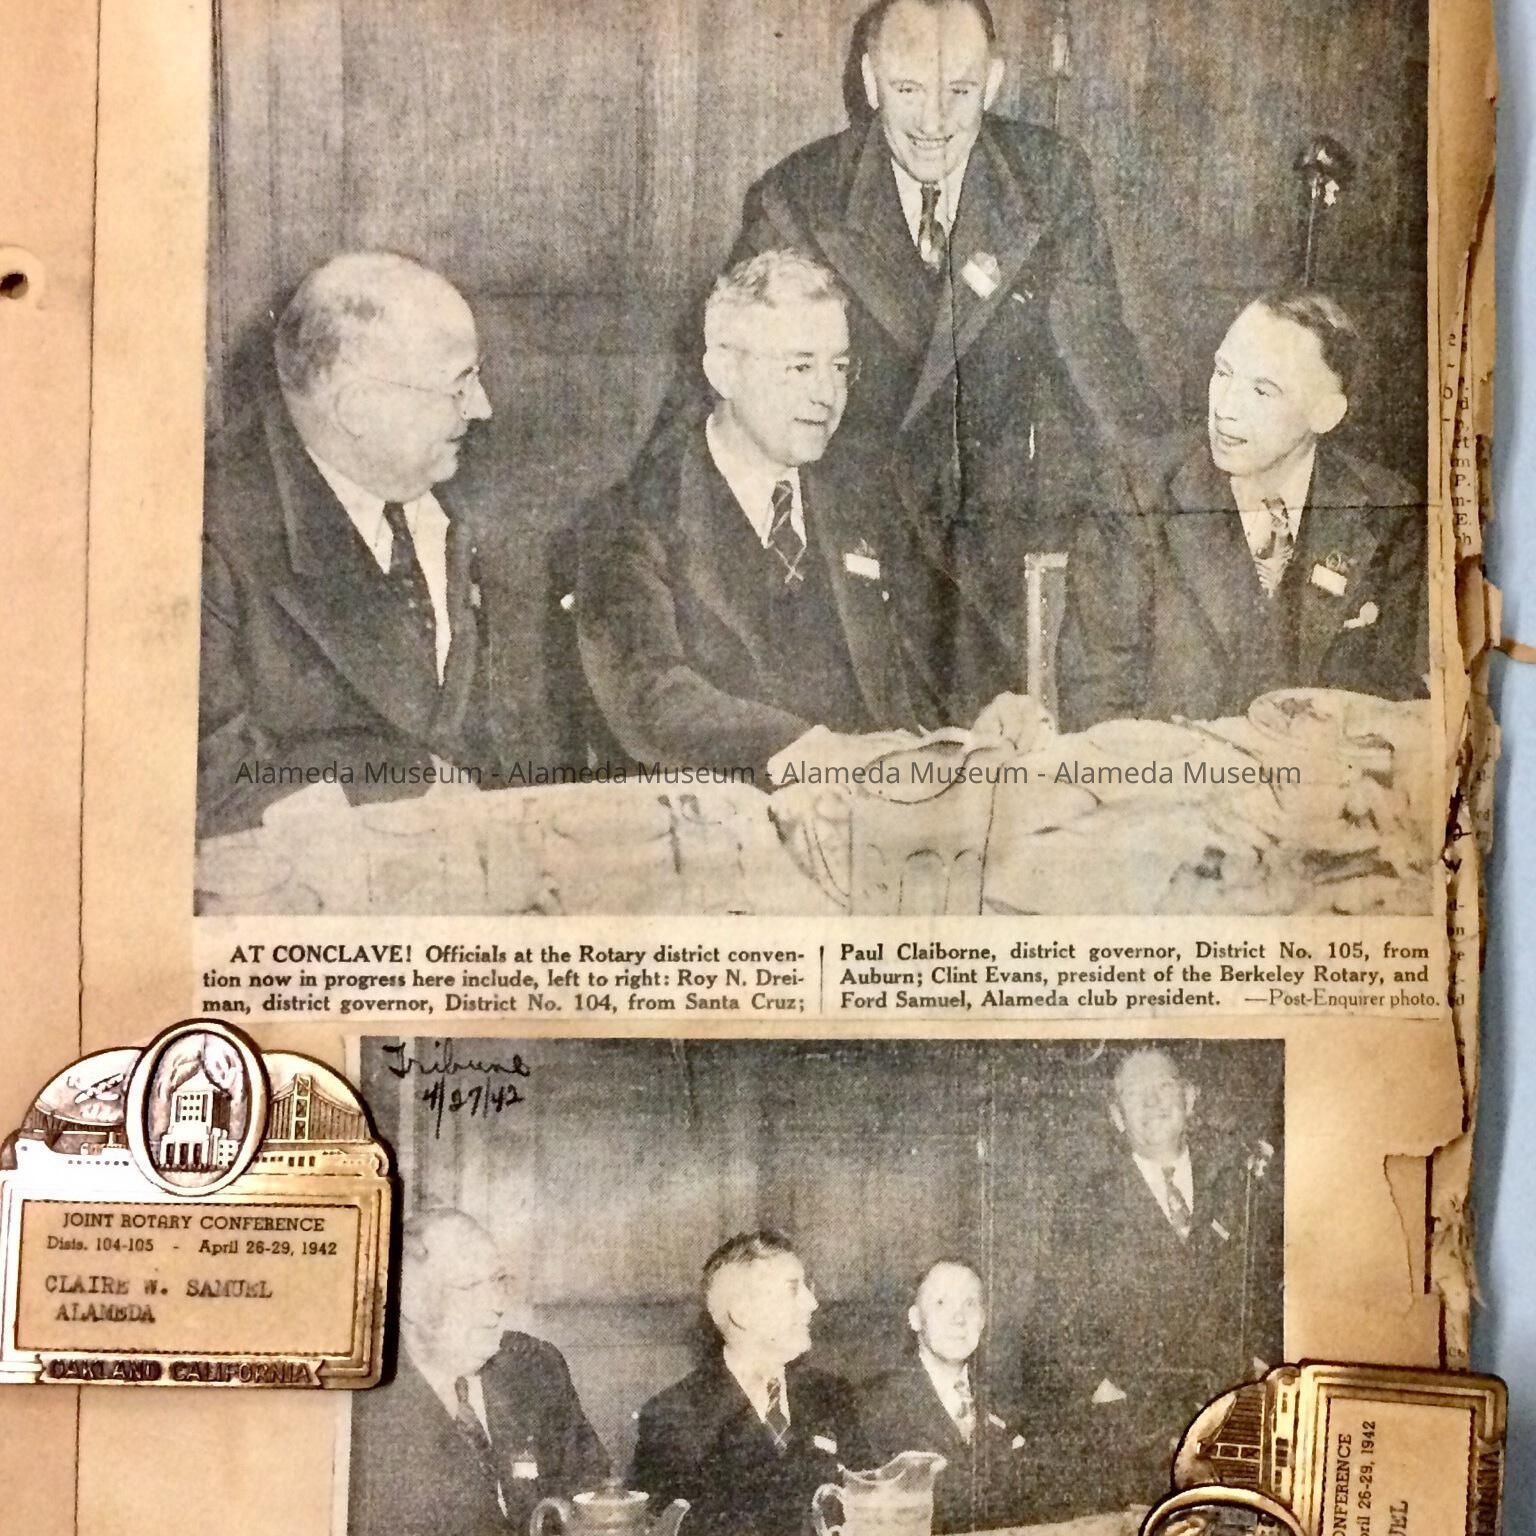 Alameda Museum - Alameda Museum - Alameda Museum - Alameda Museum
AT CONCLAVE! Officials at the Rotary district conven-
tion now in progress here include, left to right: Roy N. Drei-
man, district governor, District No. 104, from Santa Cruz;
Paul Claiborne, district governor, District No. 105, from
Auburn; Clint Evans, president of the Berkeley Rotary, and
Ford Samuel, Alameda club president. —Post-Enquirer photo.
Tribune
4/27/42
JOINT ROTARY CONFERENCE
Dists. 104-105 - April 26-29, 1942
CLAIRE W. SAMUEL
ALAMEDA
OAKLAND CALIFORNIA
NFERENCE
ril 26-29, 1942
UEL